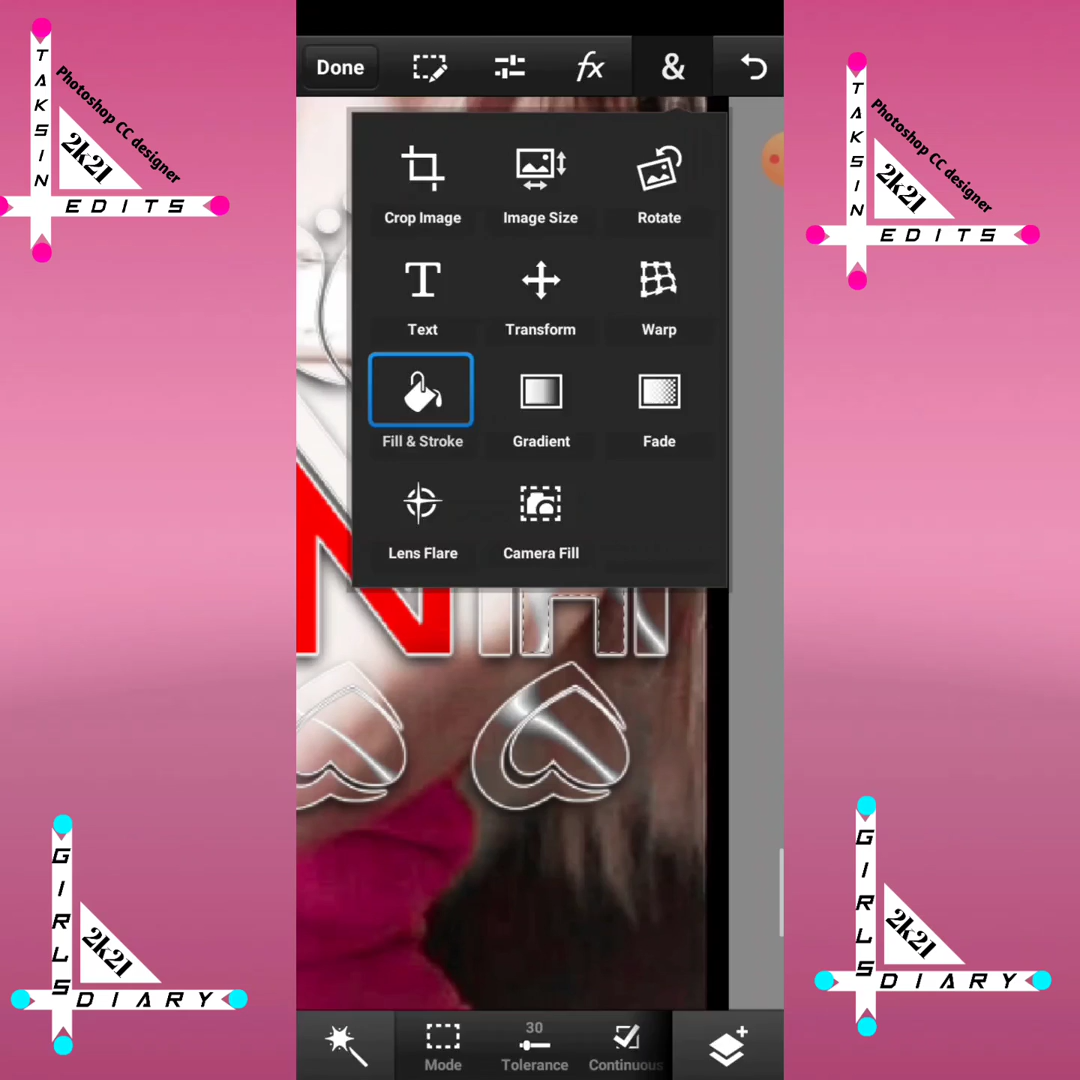 TAKSIN
EDITS
2k21
Photoshop CC designer
TAKSIN
EDITS
2k21
Photoshop CC designer
Done
fx
&
Crop Image
Image Size
Rotate
T
Text
Transform
Warp
Fill & Stroke
Gradient
Fade
Lens Flare
Camera Fill
N
GIRLS
DIARY
2k21
GIRLS
DIARY
2k21
30
Mode
Tolerance
Continuous